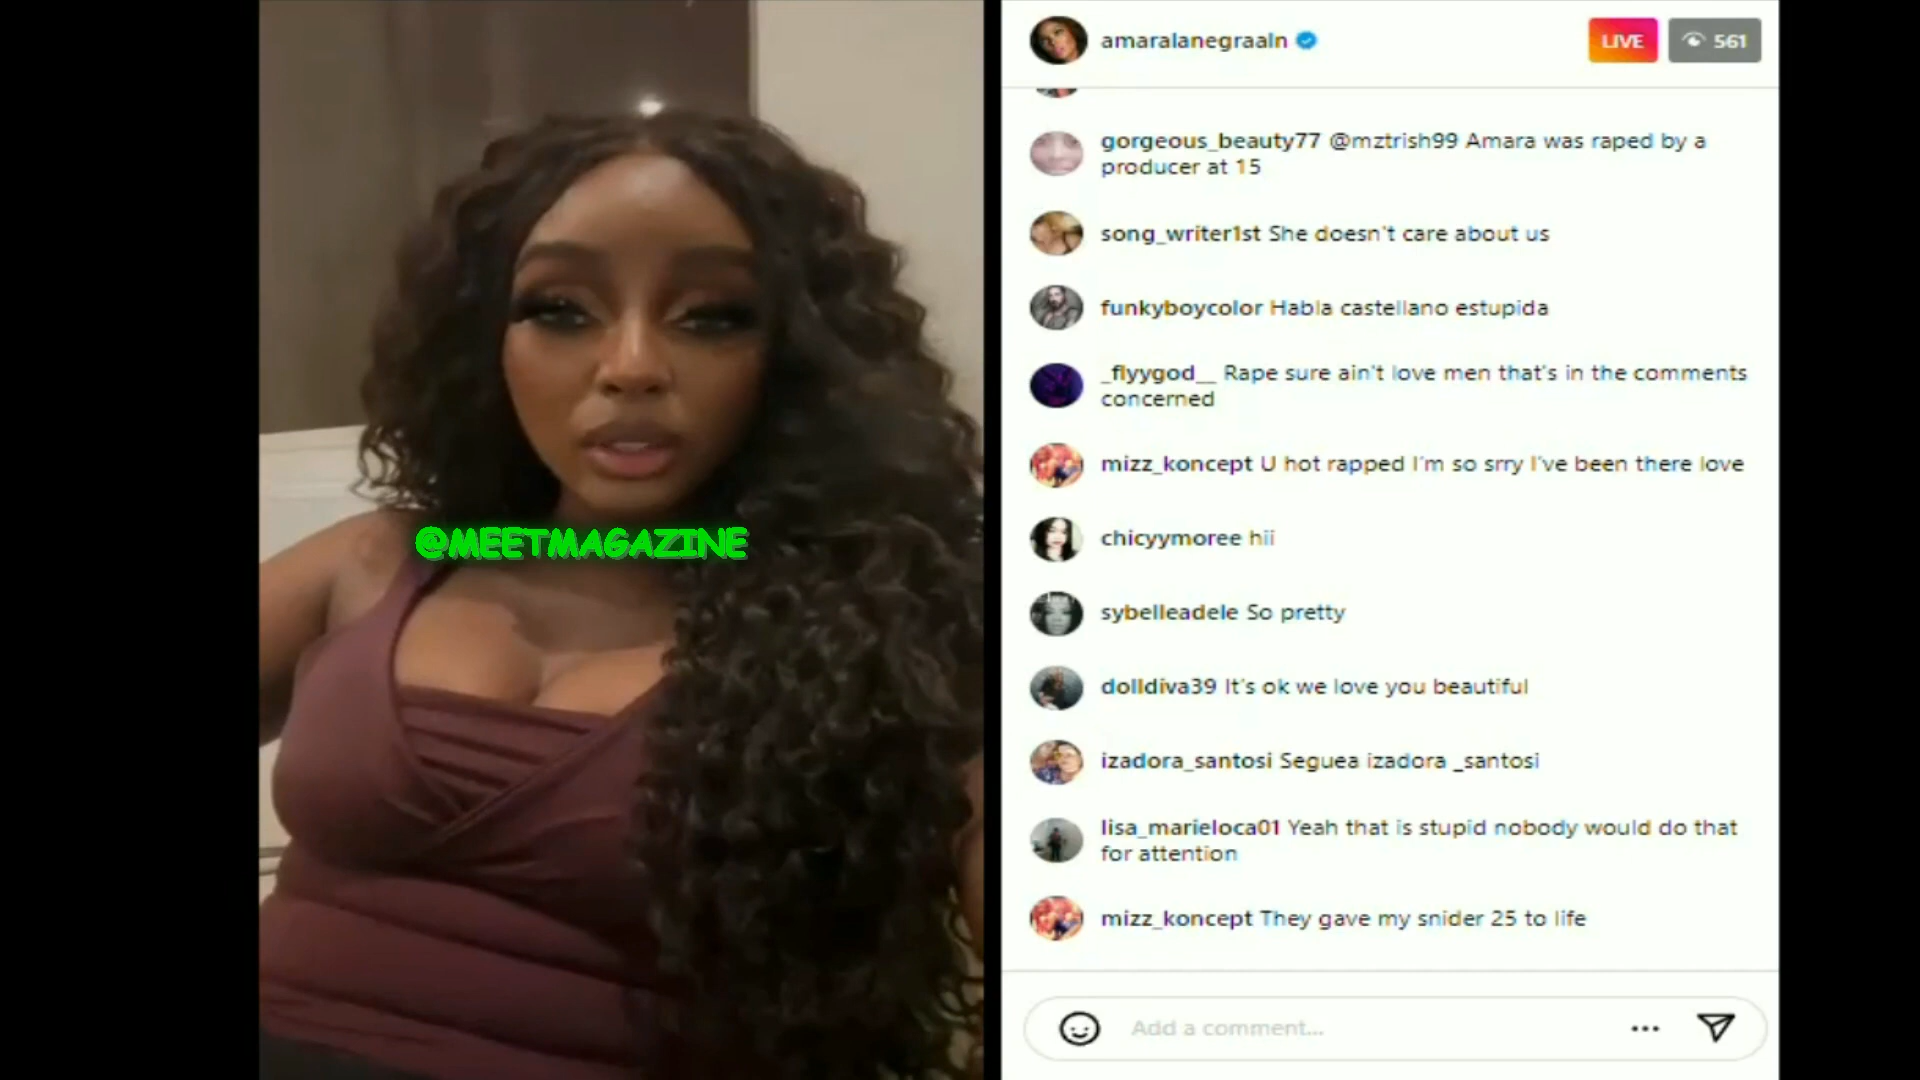 amaralanegraaln
LIVE
561
gorgeous_beauty77 @mztrish99 Amara was raped by a
producer at 15
song_writer1st She doesn't care about us
funkyboycolor Habla castellano estupida
_flyygod__ Rape sure ain't love men that's in the comments
concerned
mizz_koncept U hot rapped I'm so srry I've been there love
chicyymoree hii
sybelleadele So pretty
dolldiva39 It's ok we love you beautiful
izadora_santosi Seguea izadora _santosi
lisa_marieloca01 Yeah that is stupid nobody would do that
for attention
mizz_koncept They gave my snider 25 to life
Add a comment...
@MEETMAGAZINE